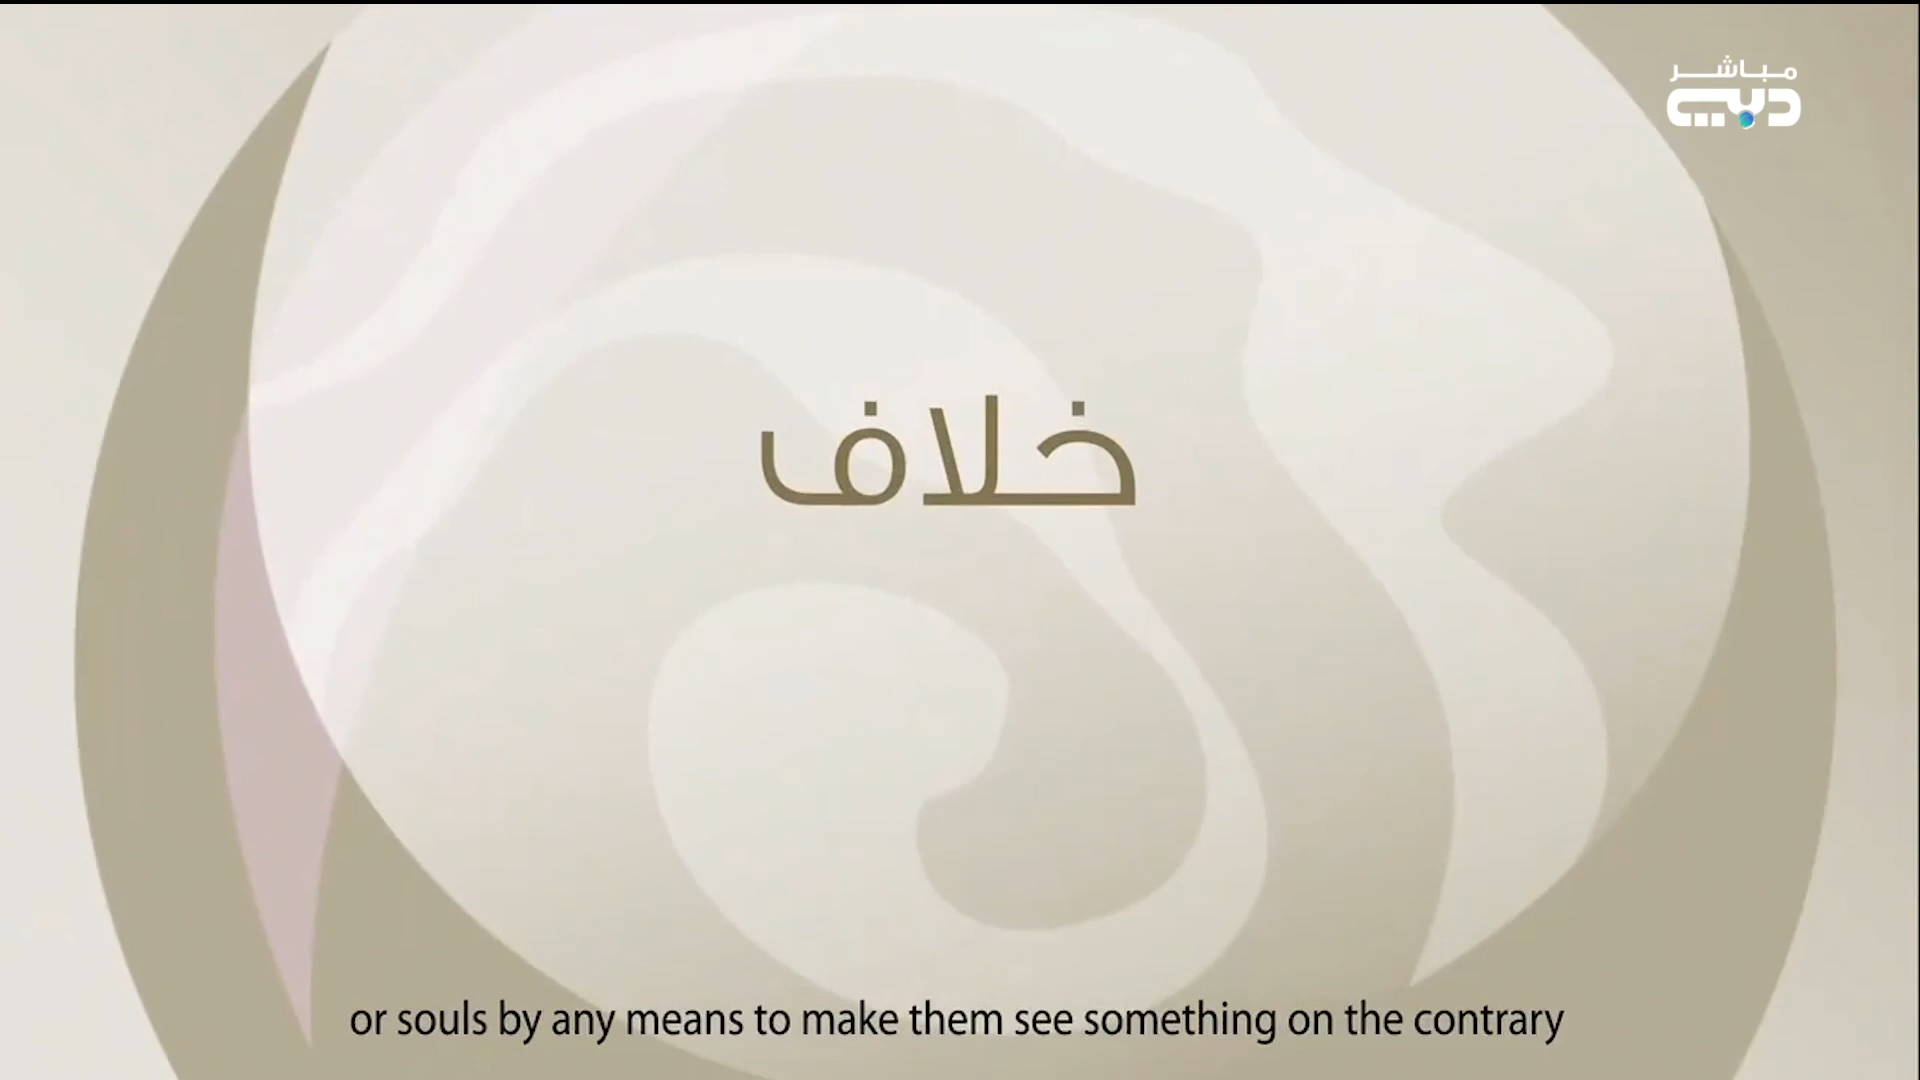 مباشر
دبي
خلاف
or souls by any means to make them see something on the contrary